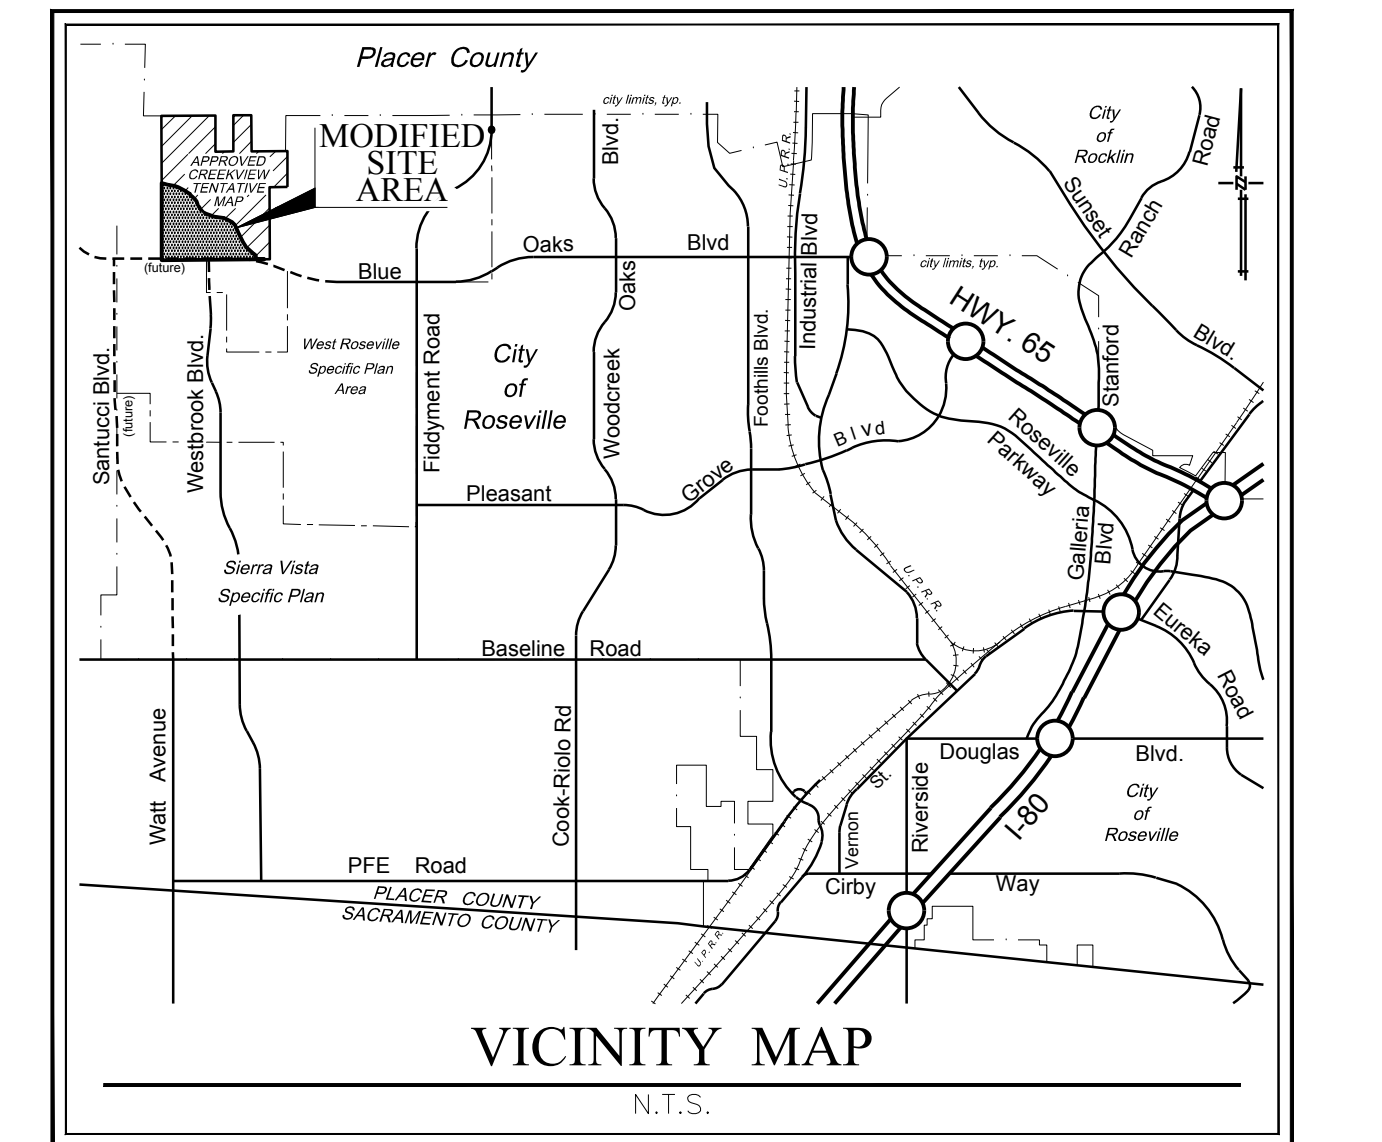 Placer County
city limits, typ.
MODIFIED
SITE
AREA
APPROVED
CREEKVIEW
TENTATIVE
MAP
(future)
Blue
Oaks
Blvd
Blvd.
Oaks
Woodcreek
U.P.R.R.
Industrial Blvd
Foothills Blvd.
city limits, typ.
HWY. 65
City
of
Rocklin
Road
Ranch
Sunset
Blvd.
Stanford
N
Santucci Blvd.
(future)
Westbrook Blvd.
West Roseville
Specific Plan
Area
Fiddyment Road
City
of
Roseville
Pleasant
Grove
Blvd
Roseville
Parkway
Galleria
Blvd
U.P.R.R.
Sierra Vista
Specific Plan
Baseline Road
Eureka
Road
Watt Avenue
Cook-Riolo Rd
Douglas
Blvd.
St.
Vernon
Riverside
I-80
City
of
Roseville
PFE Road
Cirby
Way
PLACER COUNTY
SACRAMENTO COUNTY
U.P.R.R.
VICINITY MAP
N.T.S.